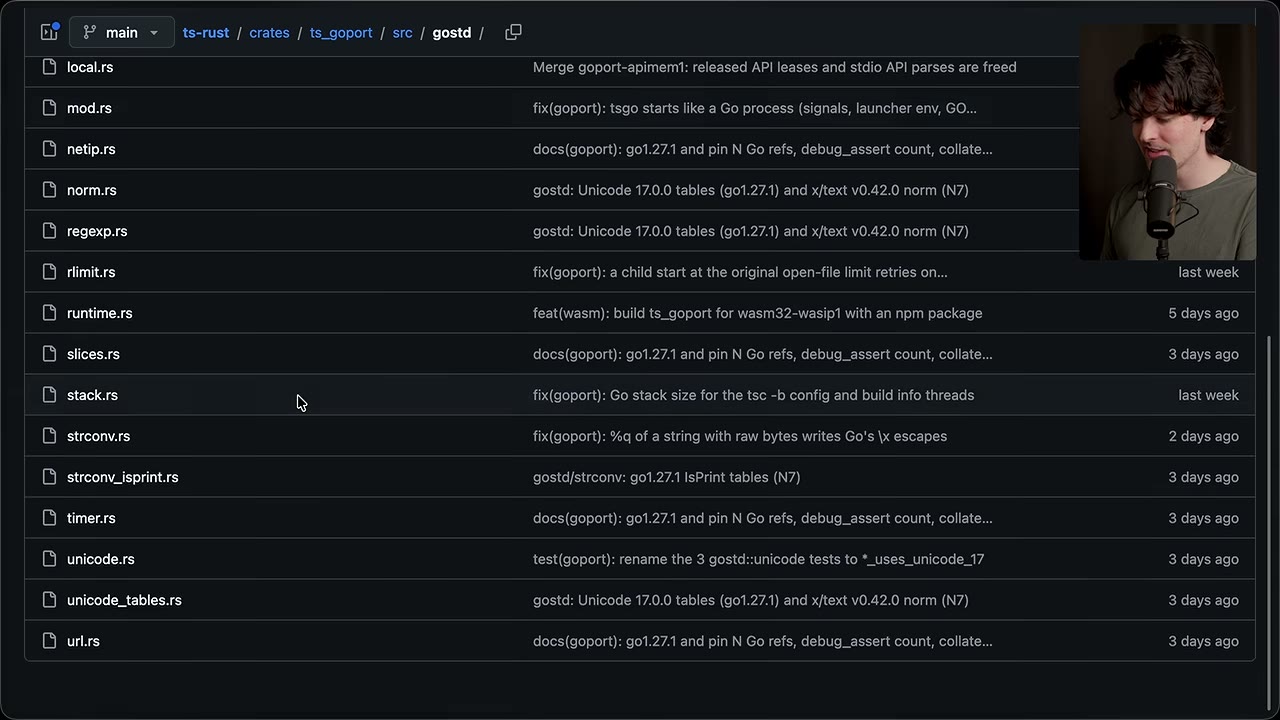 main ts-rust / crates / ts_goport / src / gostd /
local.rs Merge goport-apimem1: released API leases and stdio API parses are freed
mod.rs fix(goport): tsgo starts like a Go process (signals, launcher env, GO...
netip.rs docs(goport): go1.27.1 and pin N Go refs, debug_assert count, collate...
norm.rs gostd: Unicode 17.0.0 tables (go1.27.1) and x/text v0.42.0 norm (N7)
regexp.rs gostd: Unicode 17.0.0 tables (go1.27.1) and x/text v0.42.0 norm (N7)
rlimit.rs fix(goport): a child start at the original open-file limit retries on... last week
runtime.rs feat(wasm): build ts_goport for wasm32-wasip1 with an npm package 5 days ago
slices.rs docs(goport): go1.27.1 and pin N Go refs, debug_assert count, collate... 3 days ago
stack.rs fix(goport): Go stack size for the tsc -b config and build info threads last week
strconv.rs fix(goport): %q of a string with raw bytes writes Go's \x escapes 2 days ago
strconv_isprint.rs gostd/strconv: go1.27.1 IsPrint tables (N7) 3 days ago
timer.rs docs(goport): go1.27.1 and pin N Go refs, debug_assert count, collate... 3 days ago
unicode.rs test(goport): rename the 3 gostd::unicode tests to *_uses_unicode_17 3 days ago
unicode_tables.rs gostd: Unicode 17.0.0 tables (go1.27.1) and x/text v0.42.0 norm (N7) 3 days ago
url.rs docs(goport): go1.27.1 and pin N Go refs, debug_assert count, collate... 3 days ago